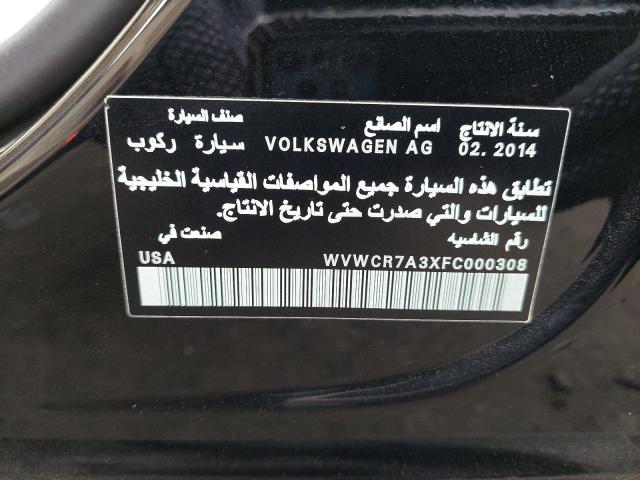 سنة الانتاج اسم الصانع صنف السيارة
02. 2014 VOLKSWAGEN AG سيارة ركوب
تطابق هذه السيارة جميع المواصفات القياسية الخليجية
للسيارات والتي صدرت حتى تاريخ الانتاج.
رقم الشاسيه صنعت في
WVWCR7A3XFC000308 USA